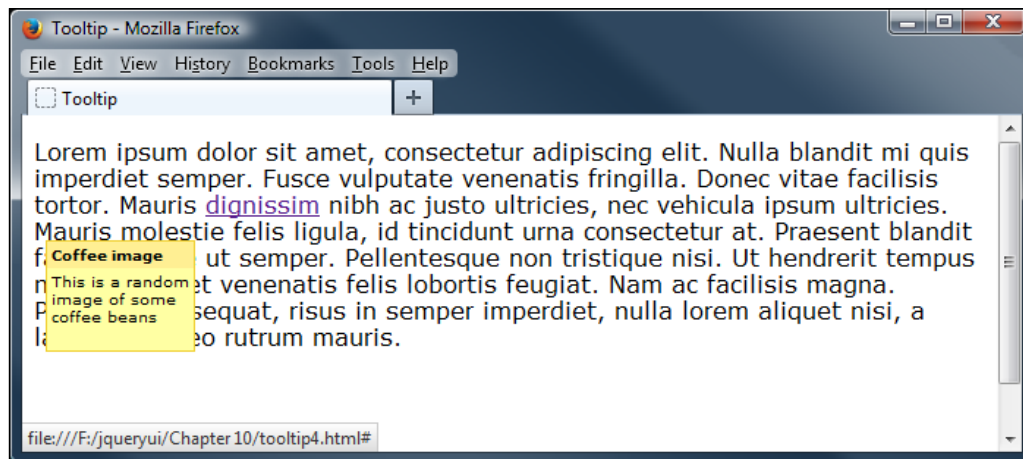 Tooltip - Mozilla Firefox
File Edit View History Bookmarks Tools Help
Tooltip
Lorem ipsum dolor sit amet, consectetur adipiscing elit. Nulla blandit mi quis
imperdiet semper. Fusce vulputate venenatis fringilla. Donec vitae facilisis
tortor. Mauris dignissim nibh ac justo ultricies, nec vehicula ipsum ultricies.
Mauris molestie felis ligula, id tincidunt urna consectetur at. Praesent blandit
ut semper. Pellentesque non tristique nisi. Ut hendrerit tempus
venenatis felis lobortis feugiat. Nam ac facilisis magna.
risus in semper imperdiet, nulla lorem aliquet nisi, a
rutrum mauris.
Coffee image
This is a random
image of some
coffee beans
file:///F:/jqueryui/Chapter 10/tooltip4.html#